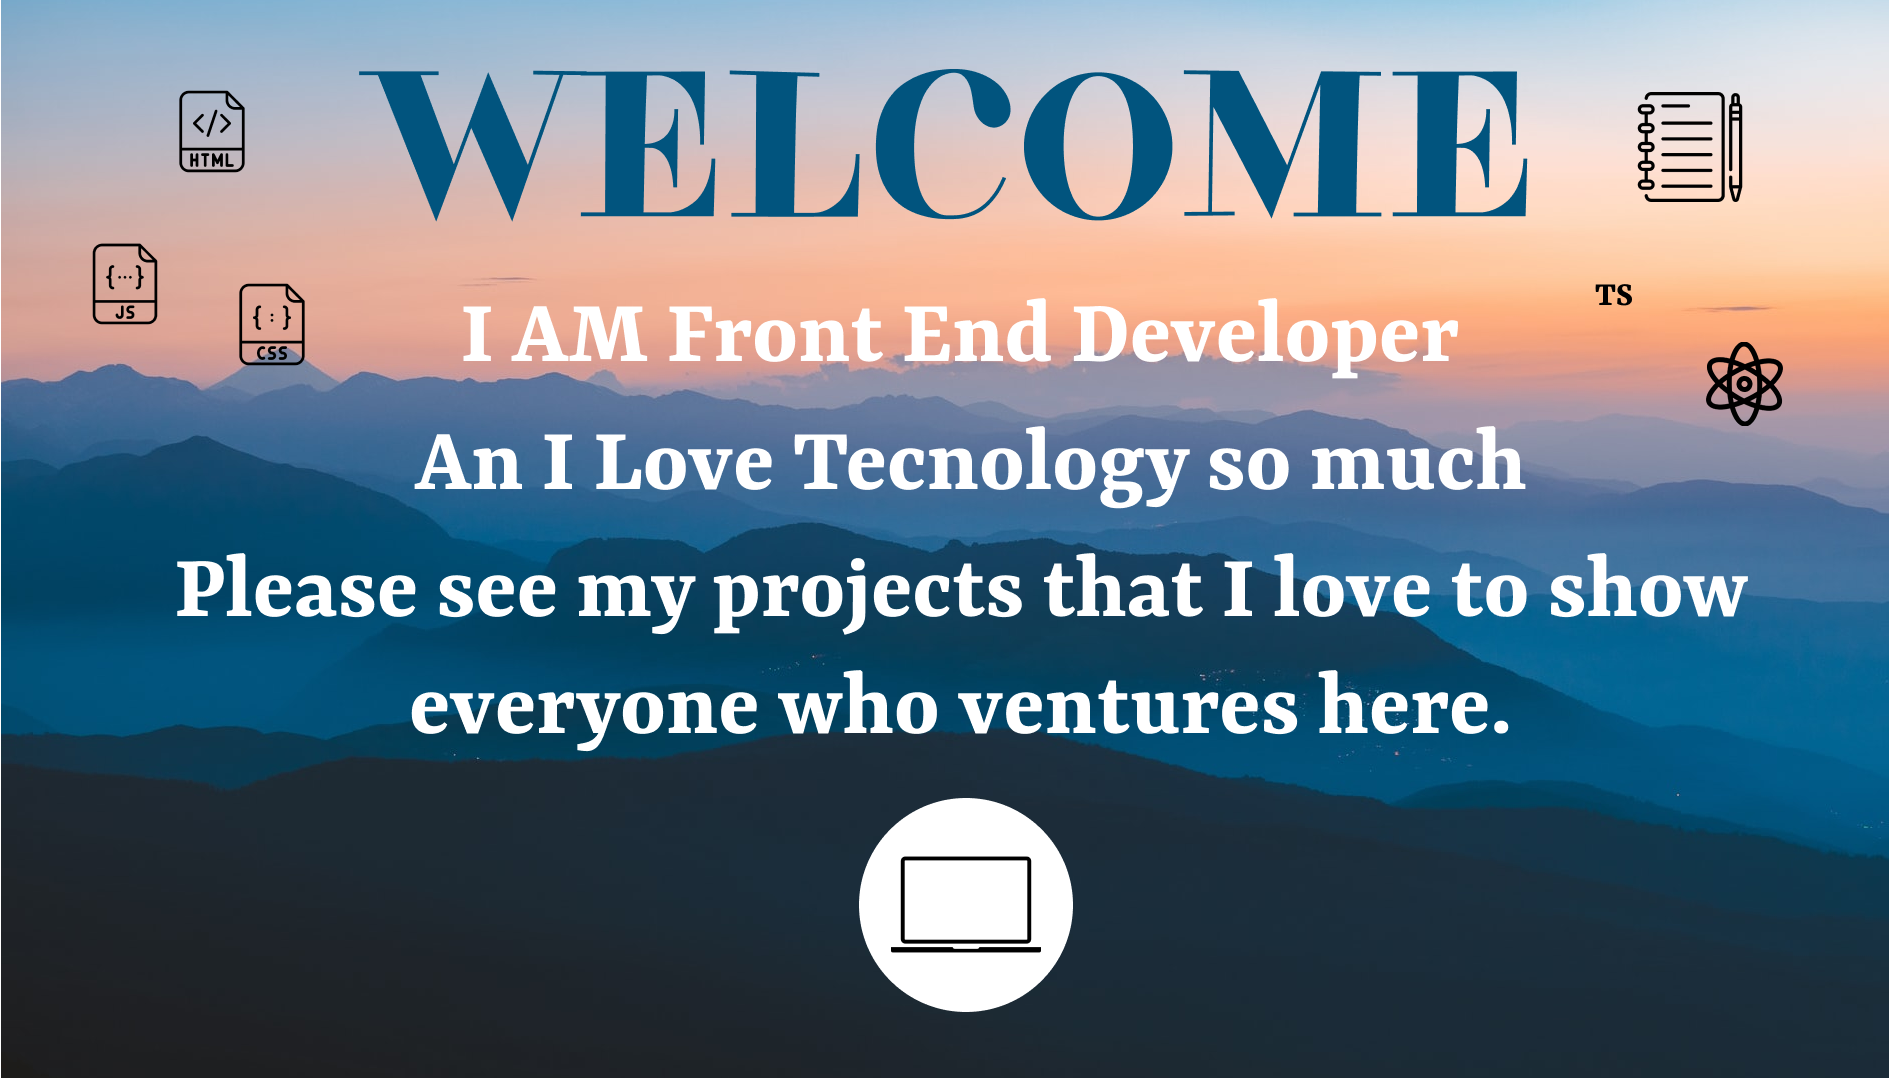 WELCOME
</> 
HTML
{...}
JS
{:}
CSS
TS
I AM Front End Developer
An I Love Tecnology so much
Please see my projects that I love to show
everyone who ventures here.